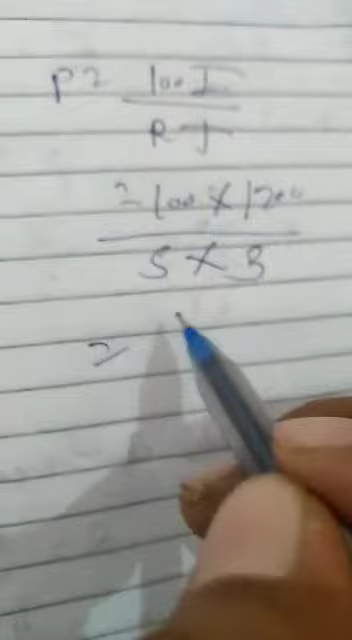 P = 100 I
R T
= 100 X 1200
5 X 3
=